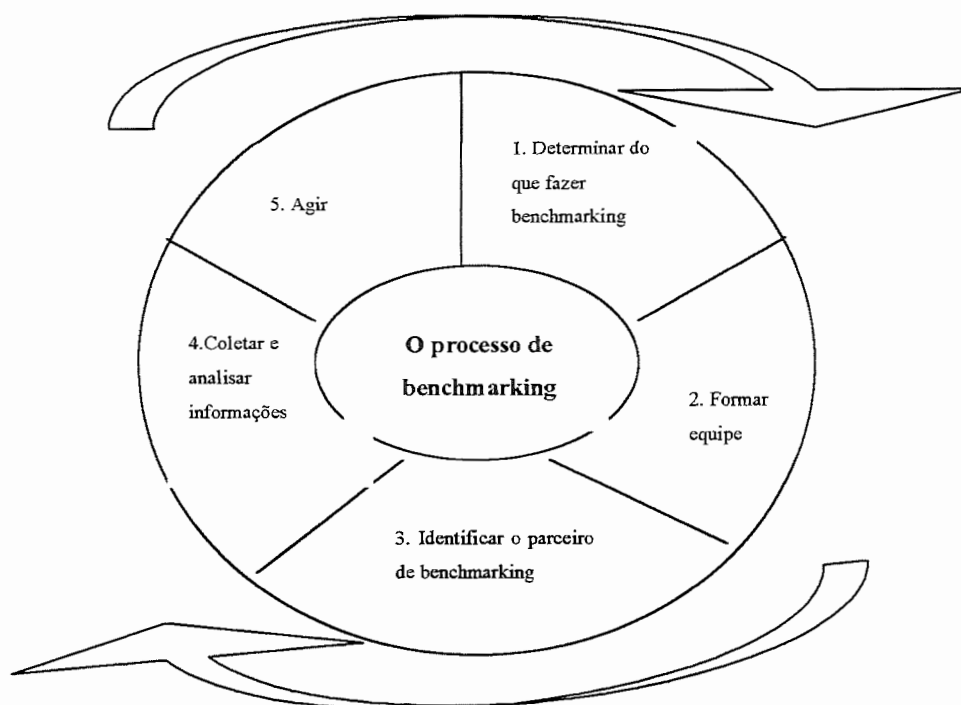 1. Determinar do
que fazer
benchmarking
2. Formar
equipe
3. Identificar o parceiro
de benchmarking
4.Coletar e
analisar
informações
5. Agir
O processo de
benchmarking